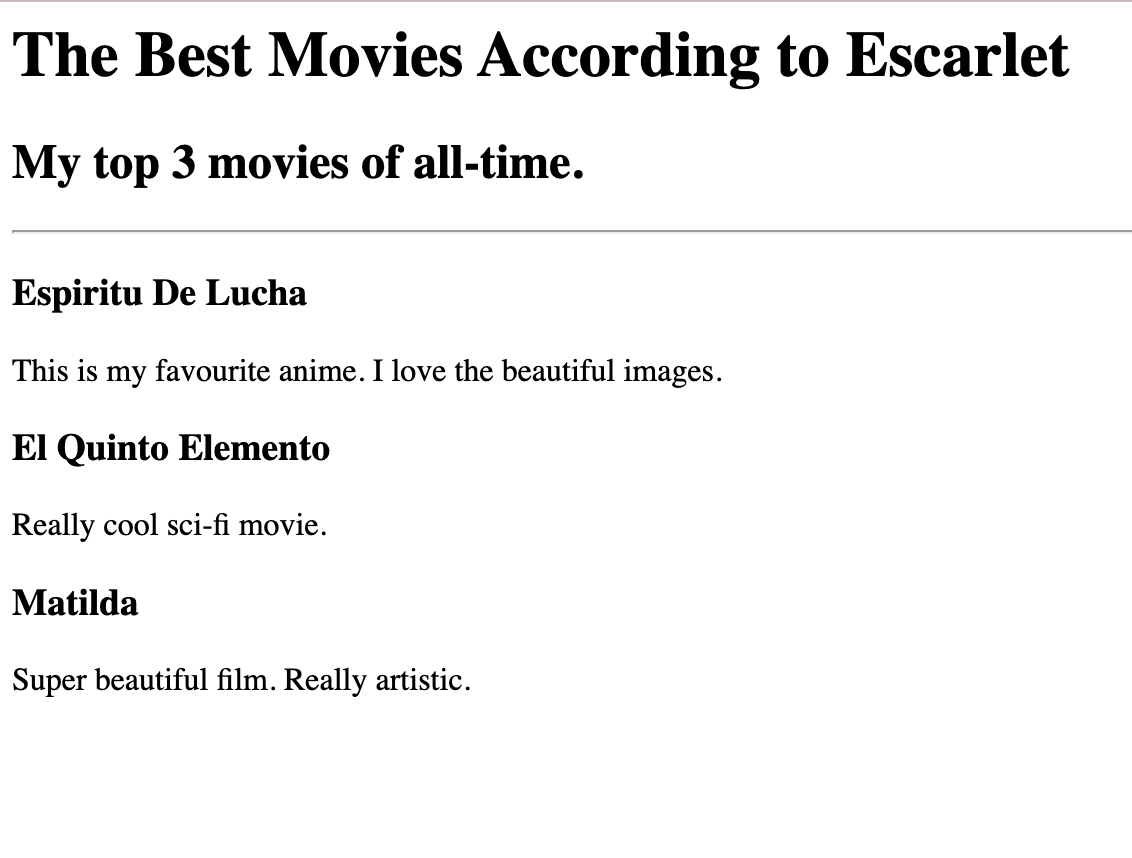 The Best Movies According to Escarlet
My top 3 movies of all-time.
Espiritu De Lucha
This is my favourite anime. I love the beautiful images.
El Quinto Elemento
Really cool sci-fi movie.
Matilda
Super beautiful film. Really artistic.